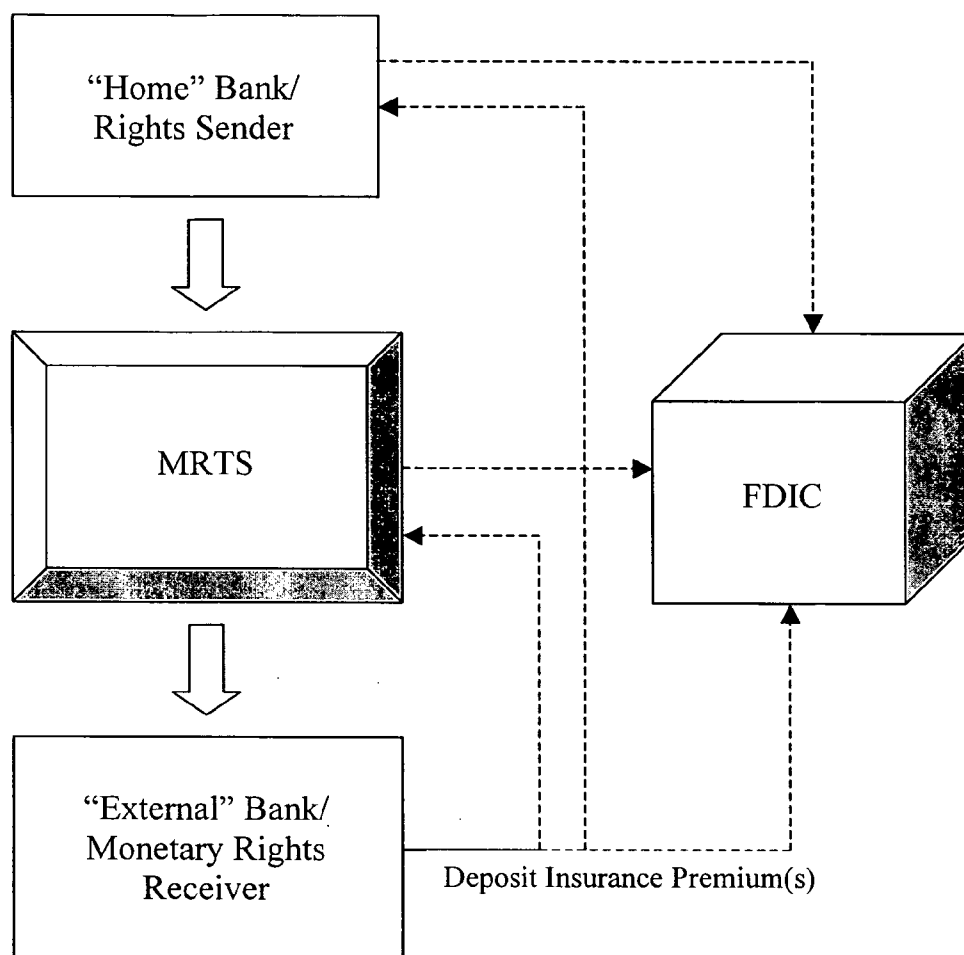 “Home” Bank/
Rights Sender
MRTS
FDIC
“External” Bank/
Monetary Rights
Receiver
Deposit Insurance Premium(s)